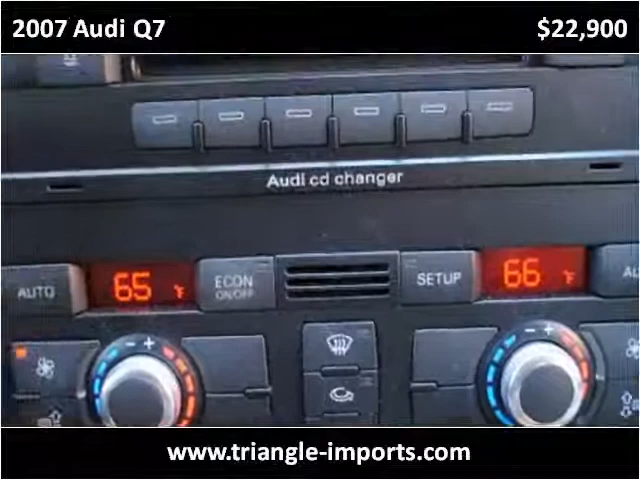 2007 Audi Q7 $22,900
Audi cd changer
AUTO 65 °F ECON ON/OFF SETUP 66 °F AU
- + - +
www.triangle-imports.com